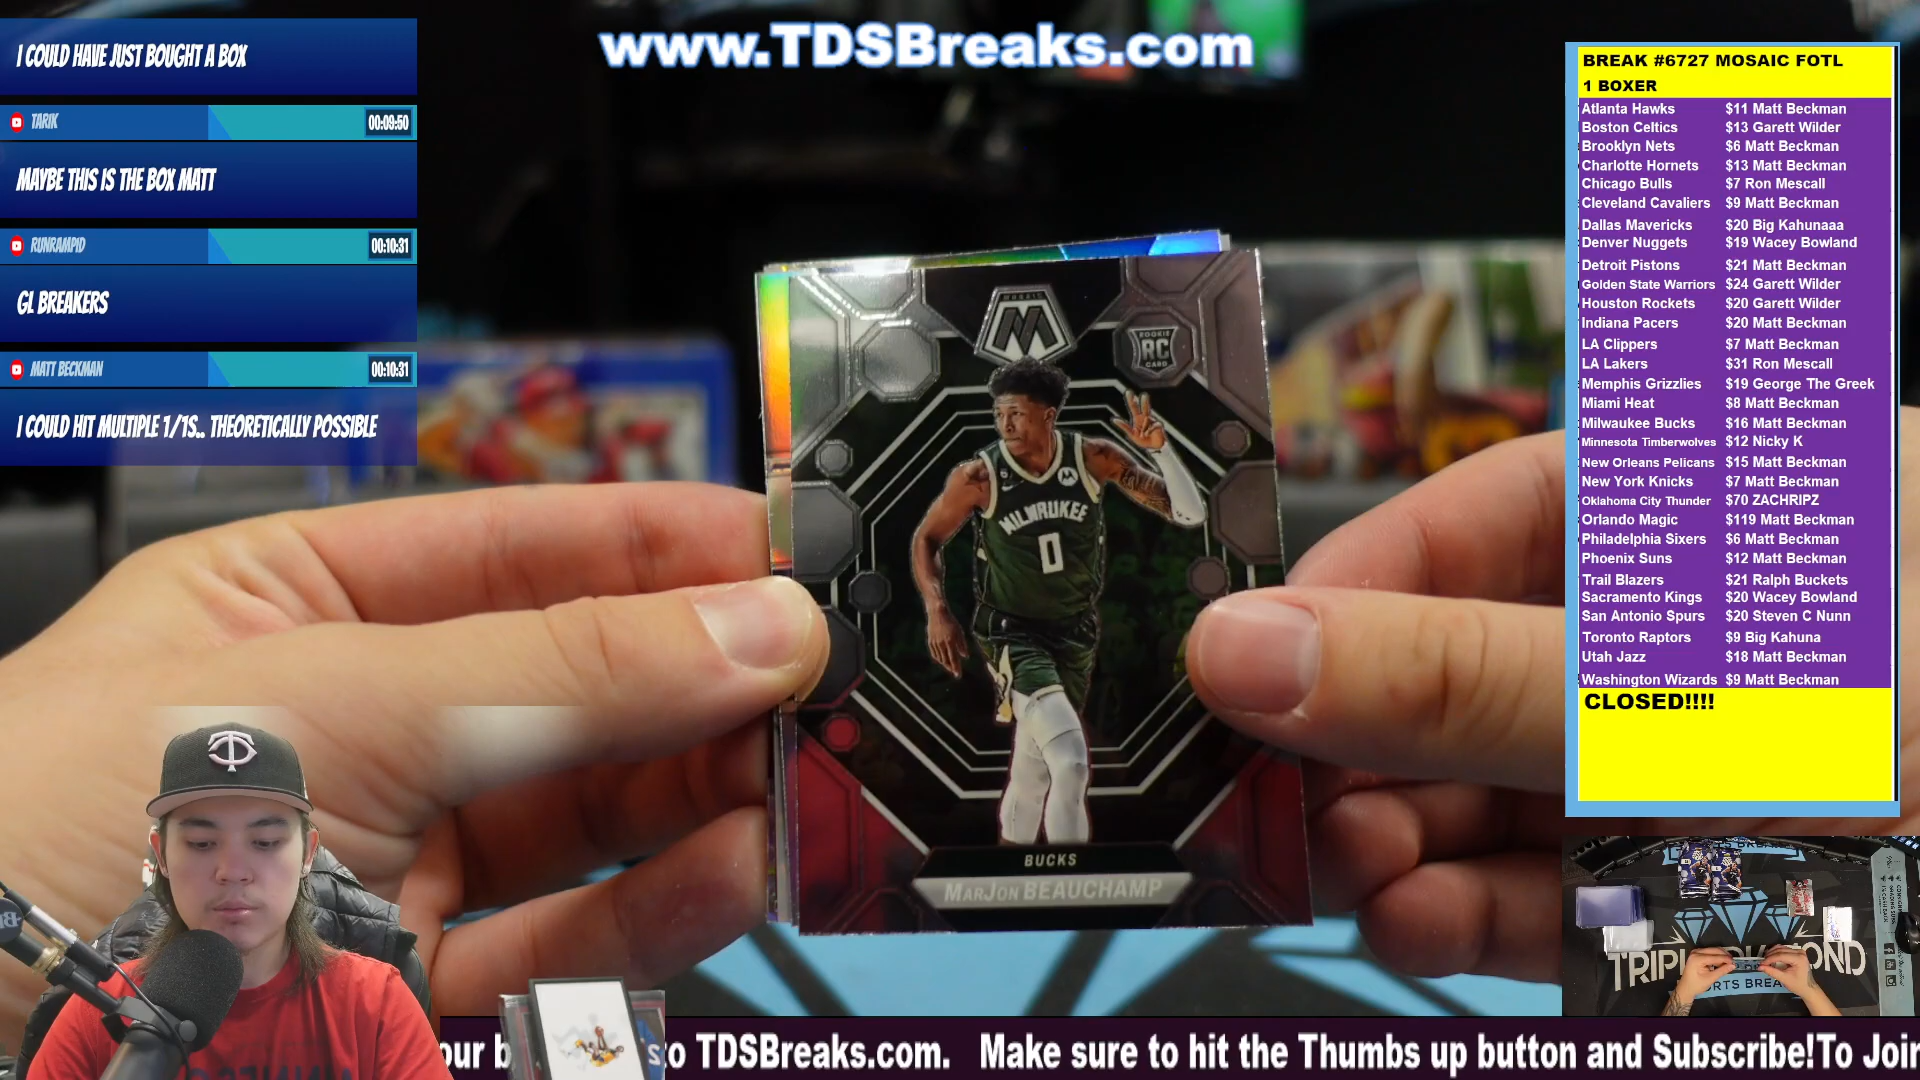 I COULD HAVE JUST BOUGHT A BOX
TARIK
00:09:50
MAYBE THIS IS THE BOX MATT
RUNRAMPID
00:10:31
GL BREAKERS
MATT BECKMAN
00:10:31
I COULD HIT MULTIPLE 1/1S.. THEORETICALLY POSSIBLE
www.TDSBreaks.com
MOSAIC
ROOKIE
RC
CARD
MILWAUKEE
0
BUCKS
MARJON BEAUCHAMP
BREAK #6727 MOSAIC FOTL
1 BOXER
Atlanta Hawks $11 Matt Beckman
Boston Celtics $13 Garett Wilder
Brooklyn Nets $6 Matt Beckman
Charlotte Hornets $13 Matt Beckman
Chicago Bulls $7 Ron Mescall
Cleveland Cavaliers $9 Matt Beckman
Dallas Mavericks $20 Big Kahunaaa
Denver Nuggets $19 Wacey Bowland
Detroit Pistons $21 Matt Beckman
Golden State Warriors $24 Garett Wilder
Houston Rockets $20 Garett Wilder
Indiana Pacers $20 Matt Beckman
LA Clippers $7 Matt Beckman
LA Lakers $31 Ron Mescall
Memphis Grizzlies $19 George The Greek
Miami Heat $8 Matt Beckman
Milwaukee Bucks $16 Matt Beckman
Minnesota Timberwolves $12 Nicky K
New Orleans Pelicans $15 Matt Beckman
New York Knicks $7 Matt Beckman
Oklahoma City Thunder $70 ZACHRIPZ
Orlando Magic $119 Matt Beckman
Philadelphia Sixers $6 Matt Beckman
Phoenix Suns $12 Matt Beckman
Trail Blazers $21 Ralph Buckets
Sacramento Kings $20 Wacey Bowland
San Antonio Spurs $20 Steven C Nunn
Toronto Raptors $9 Big Kahuna
Utah Jazz $18 Matt Beckman
Washington Wizards $9 Matt Beckman
CLOSED!!!!
TC
to TDSBreaks.com. Make sure to hit the Thumbs up button and Subscribe!To Join